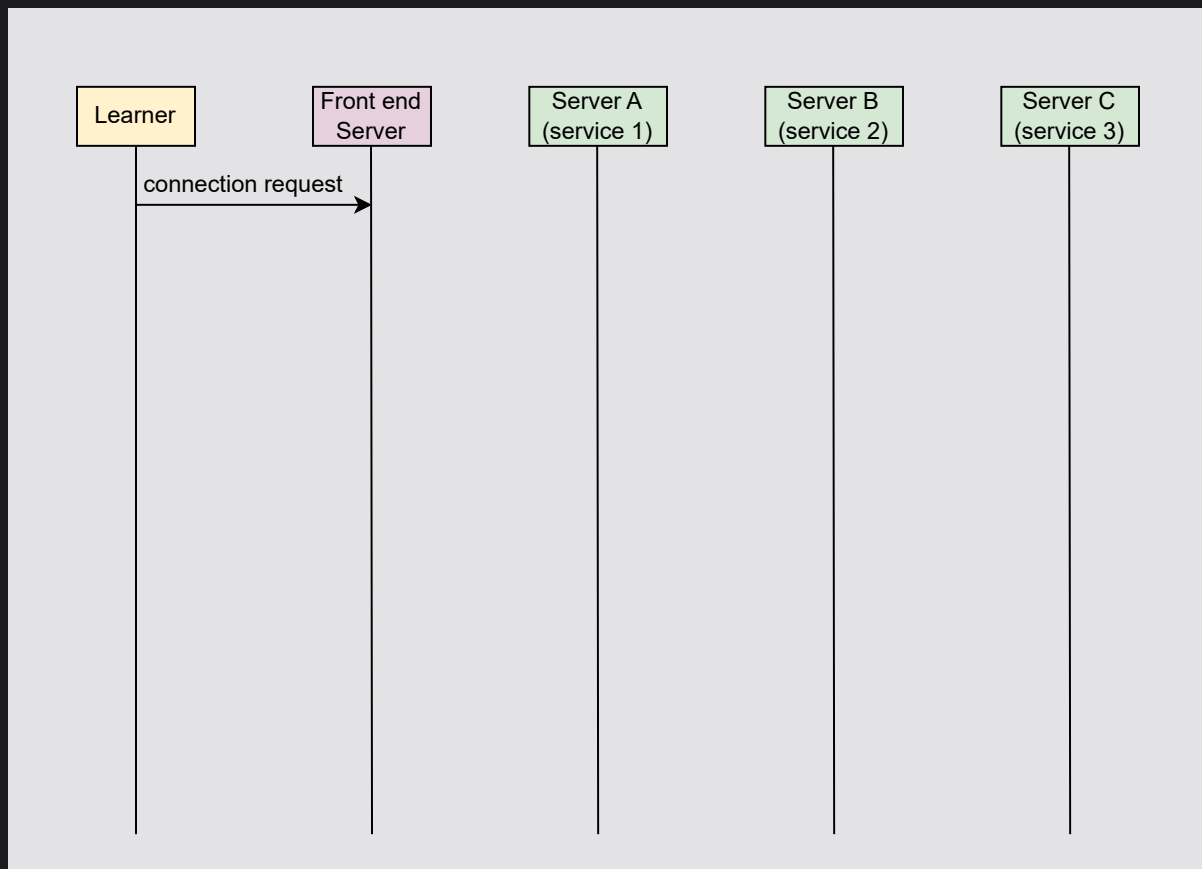 Learner
Front end
Server
Server A
(service 1)
Server B
(service 2)
Server C
(service 3)
connection request